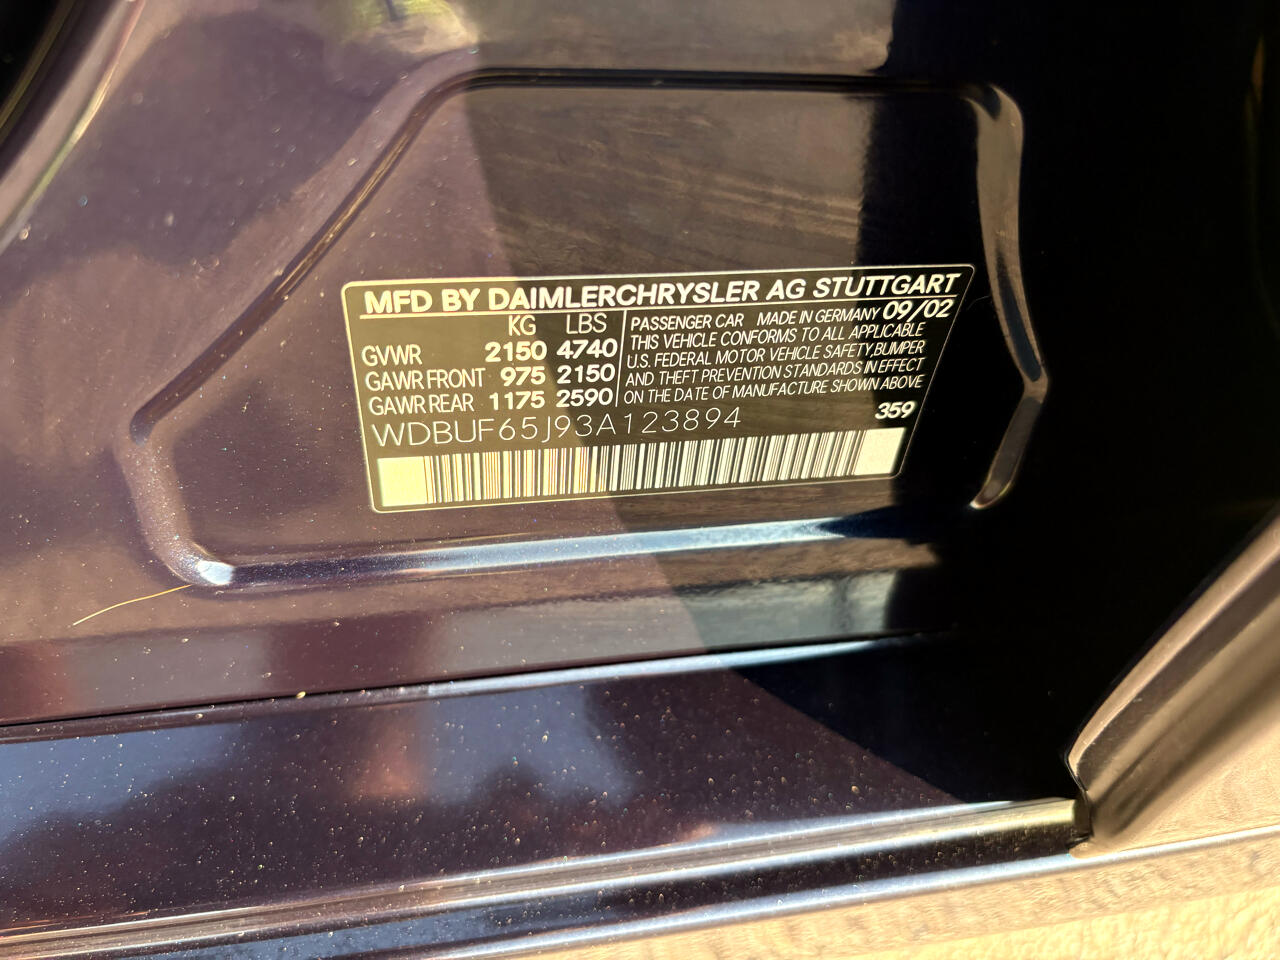 MFD BY DAIMLERCHRYSLER AG STUTTGART
KG LBS
GVWR 2150 4740
GAWR FRONT 975 2150
GAWR REAR 1175 2590
PASSENGER CAR MADE IN GERMANY 09/02
THIS VEHICLE CONFORMS TO ALL APPLICABLE
U.S. FEDERAL MOTOR VEHICLE SAFETY, BUMPER
AND THEFT PREVENTION STANDARDS IN EFFECT
ON THE DATE OF MANUFACTURE SHOWN ABOVE
WDBUF65J93A123894 359